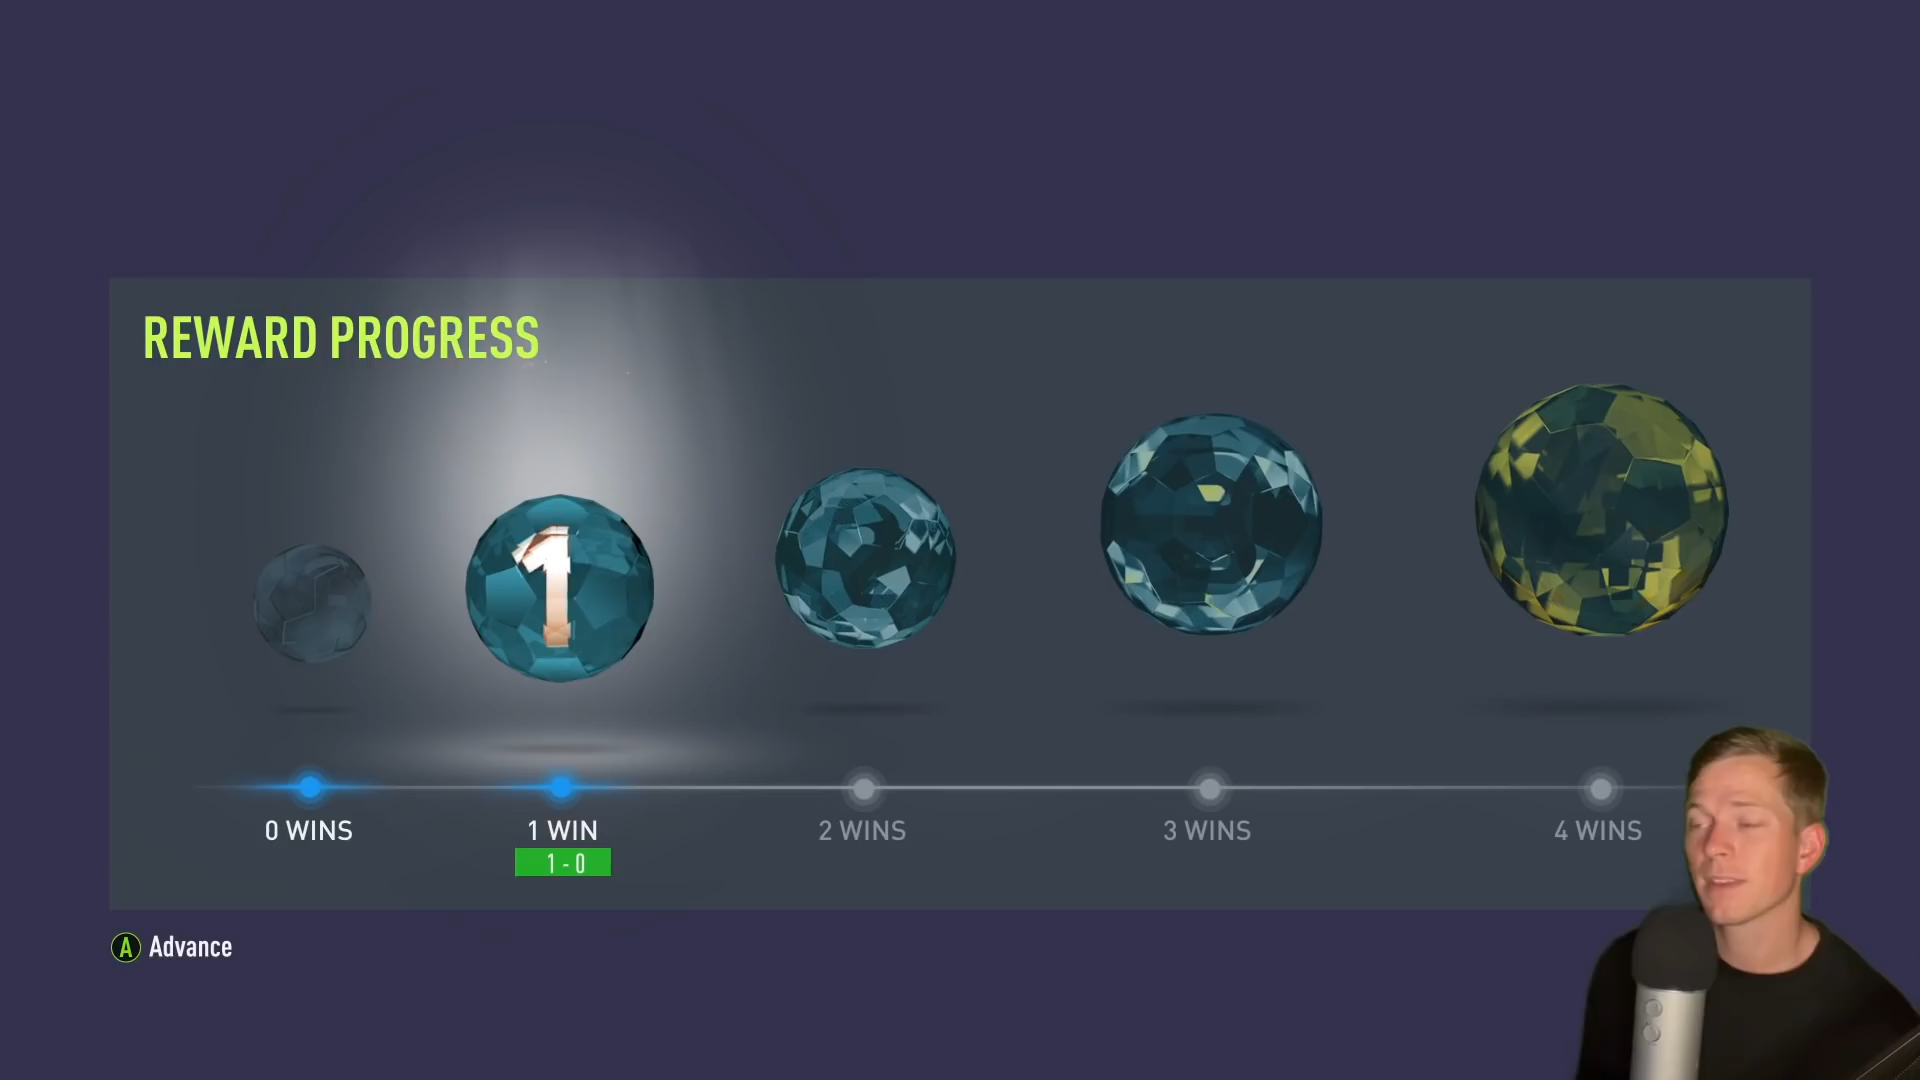 REWARD PROGRESS
1
0 WINS
1 WIN
2 WINS
3 WINS
4 WINS
1 - 0
A Advance